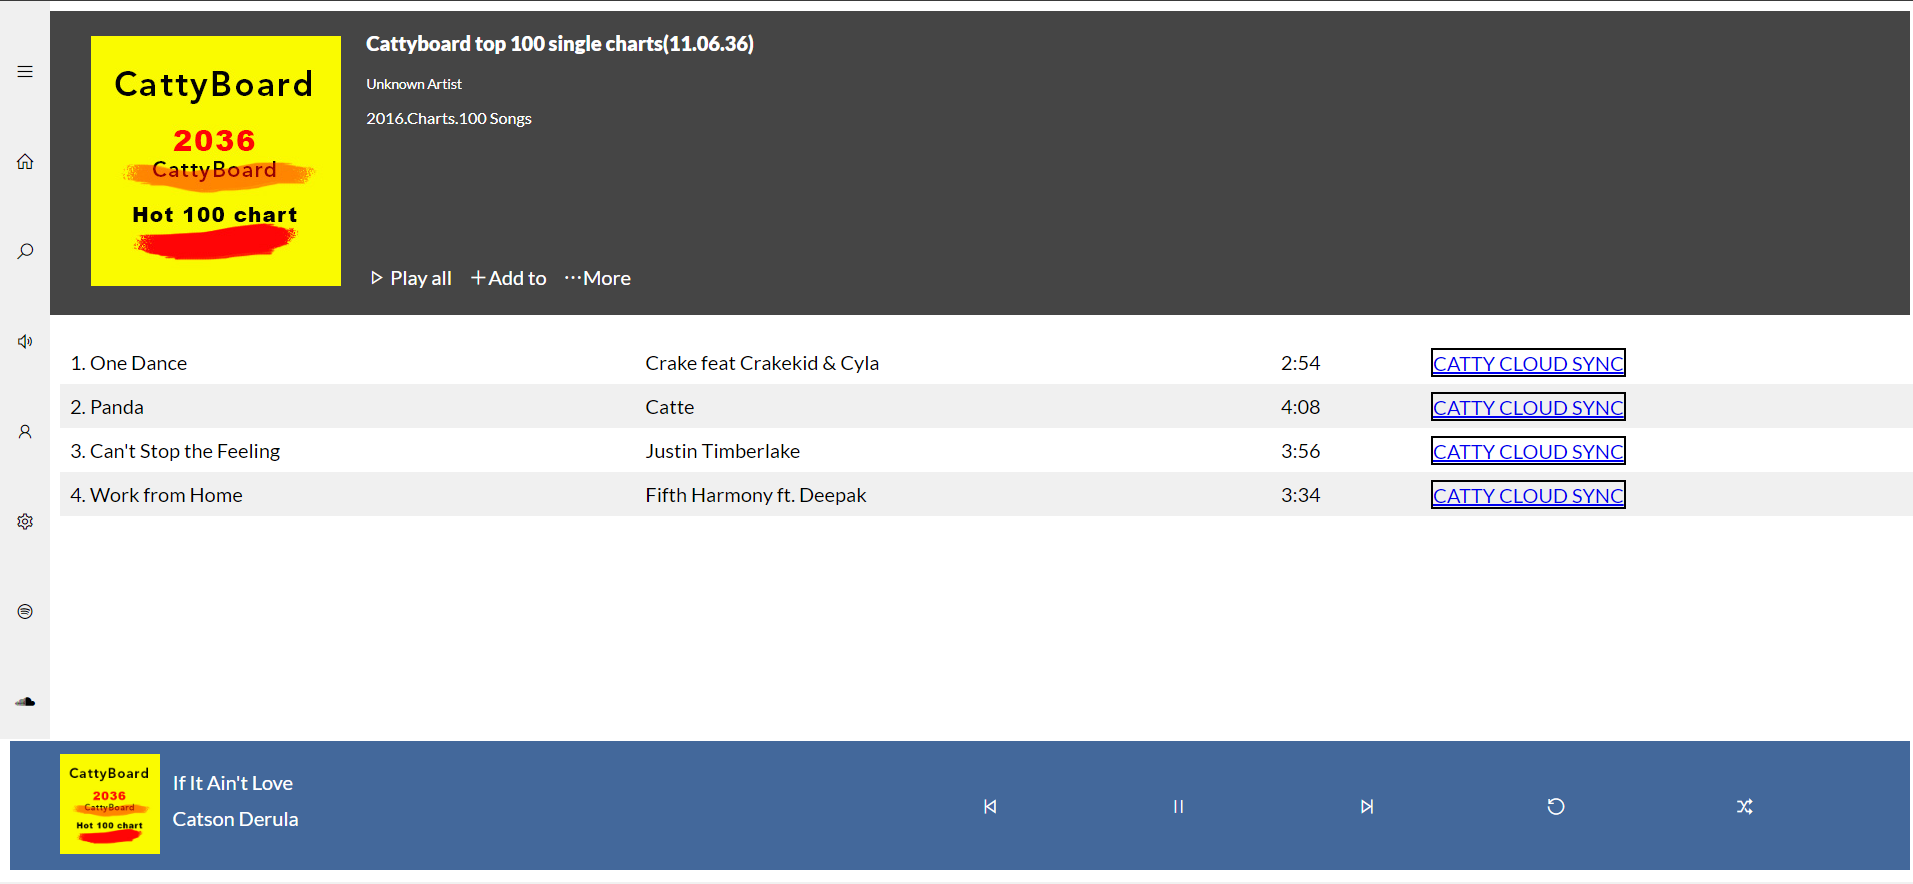 CattyBoard
2036
CattyBoard
Hot 100 chart
Cattyboard top 100 single charts(11.06.36)
Unknown Artist
2016.Charts.100 Songs
Play all +Add to ···More
1. One Dance Crake feat Crakekid & Cyla 2:54 CATTY CLOUD SYNC
2. Panda Catte 4:08 CATTY CLOUD SYNC
3. Can't Stop the Feeling Justin Timberlake 3:56 CATTY CLOUD SYNC
4. Work from Home Fifth Harmony ft. Deepak 3:34 CATTY CLOUD SYNC
CattyBoard
2036
CattyBoard
Hot 100 chart
If It Ain't Love
Catson Derula